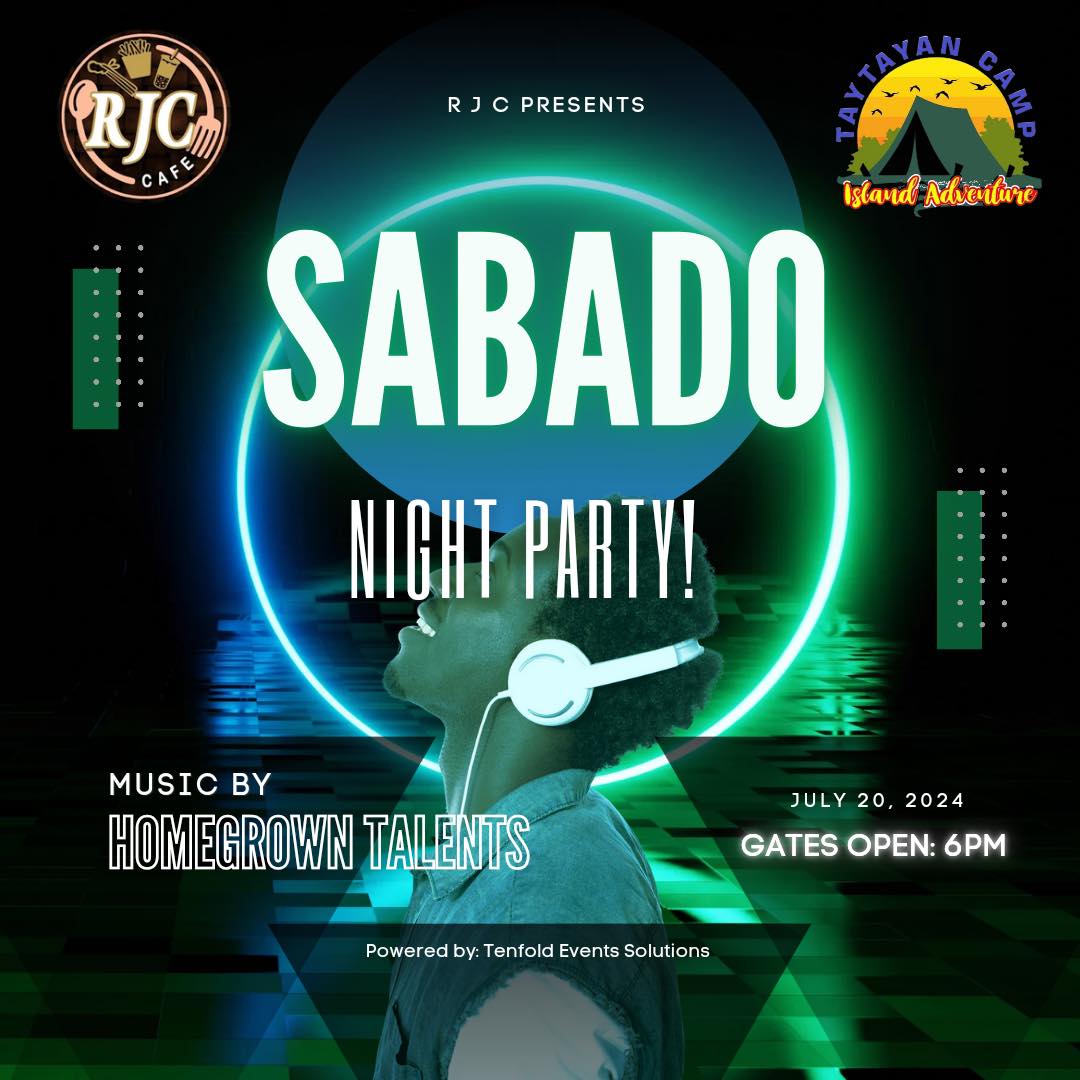 RJC
CAFE
R J C PRESENTS
TAYTAYAN CAMP
Island Adventure
SABADO
NIGHT PARTY!
MUSIC BY
HOMEGROWN TALENTS
JULY 20, 2024
GATES OPEN: 6PM
Powered by: Tenfold Events Solutions